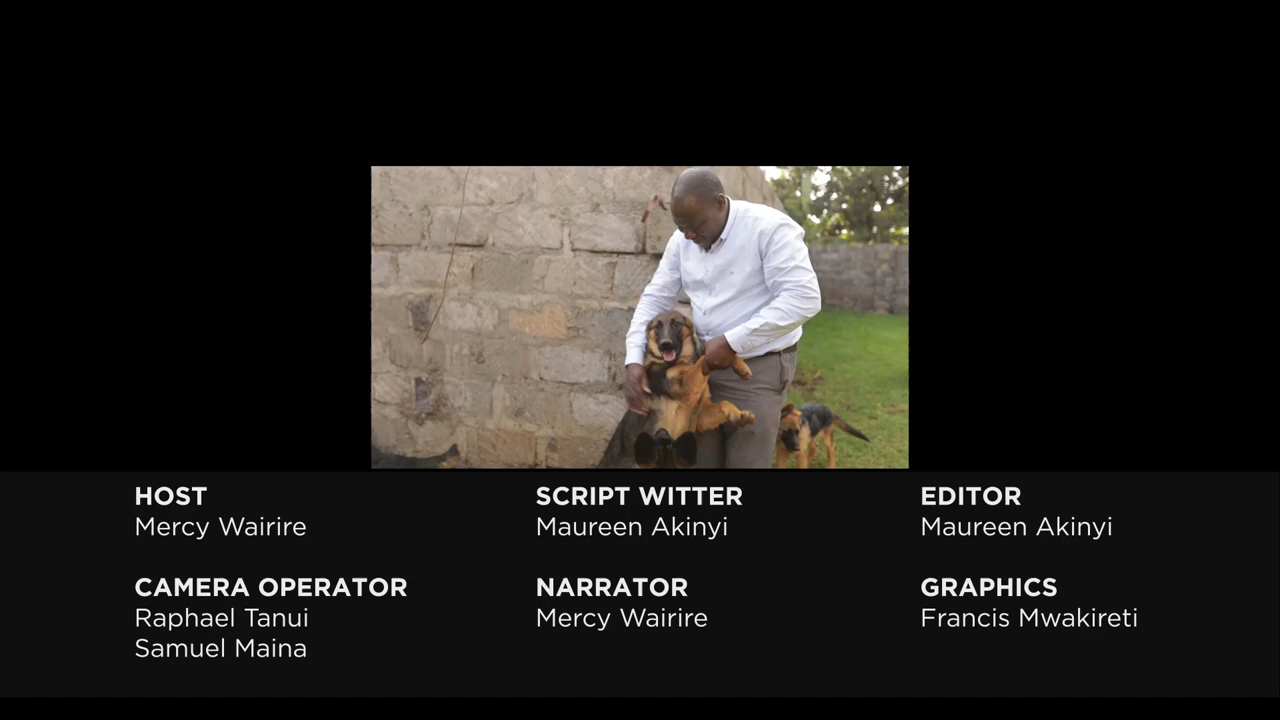 HOST
Mercy Wairire
SCRIPT WITTER
Maureen Akinyi
EDITOR
Maureen Akinyi
CAMERA OPERATOR
Raphael Tanui
Samuel Maina
NARRATOR
Mercy Wairire
GRAPHICS
Francis Mwakireti